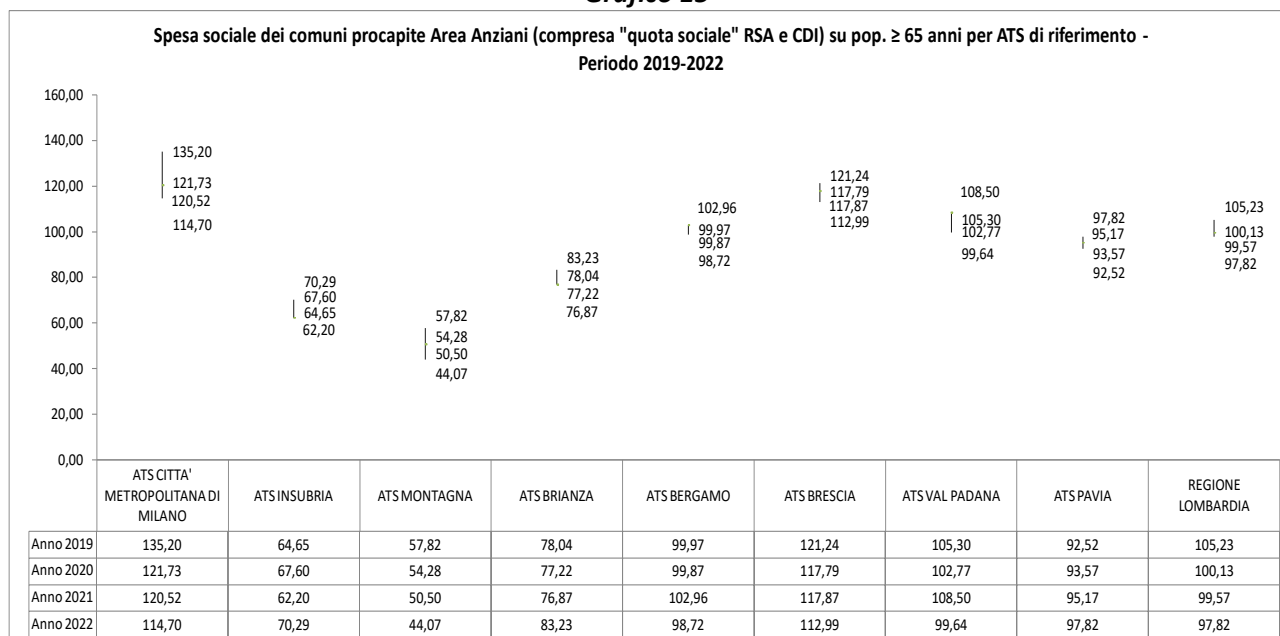 Spesa sociale dei comuni procapite Area Anziani (compresa "quota sociale" RSA e CDI) su pop. ≥ 65 anni per ATS di riferimento -
Periodo 2019-2022
160,00
140,00
120,00
100,00
80,00
60,00
40,00
20,00
0,00
135,20
121,73
120,52
114,70
70,29
67,60
64,65
62,20
57,82
54,28
50,50
44,07
83,23
78,04
77,22
76,87
102,96
99,97
99,87
98,72
121,24
117,79
117,87
112,99
108,50
105,30
102,77
99,64
97,82
95,17
93,57
92,52
105,23
100,13
99,57
97,82
ATS CITTA'
METROPOLITANA DI
MILANO
ATS INSUBRIA
ATS MONTAGNA
ATS BRIANZA
ATS BERGAMO
ATS BRESCIA
ATS VAL PADANA
ATS PAVIA
REGIONE
LOMBARDIA
Anno 2019 135,20 64,65 57,82 78,04 99,97 121,24 105,30 92,52 105,23
Anno 2020 121,73 67,60 54,28 77,22 99,87 117,79 102,77 93,57 100,13
Anno 2021 120,52 62,20 50,50 76,87 102,96 117,87 108,50 95,17 99,57
Anno 2022 114,70 70,29 44,07 83,23 98,72 112,99 99,64 97,82 97,82